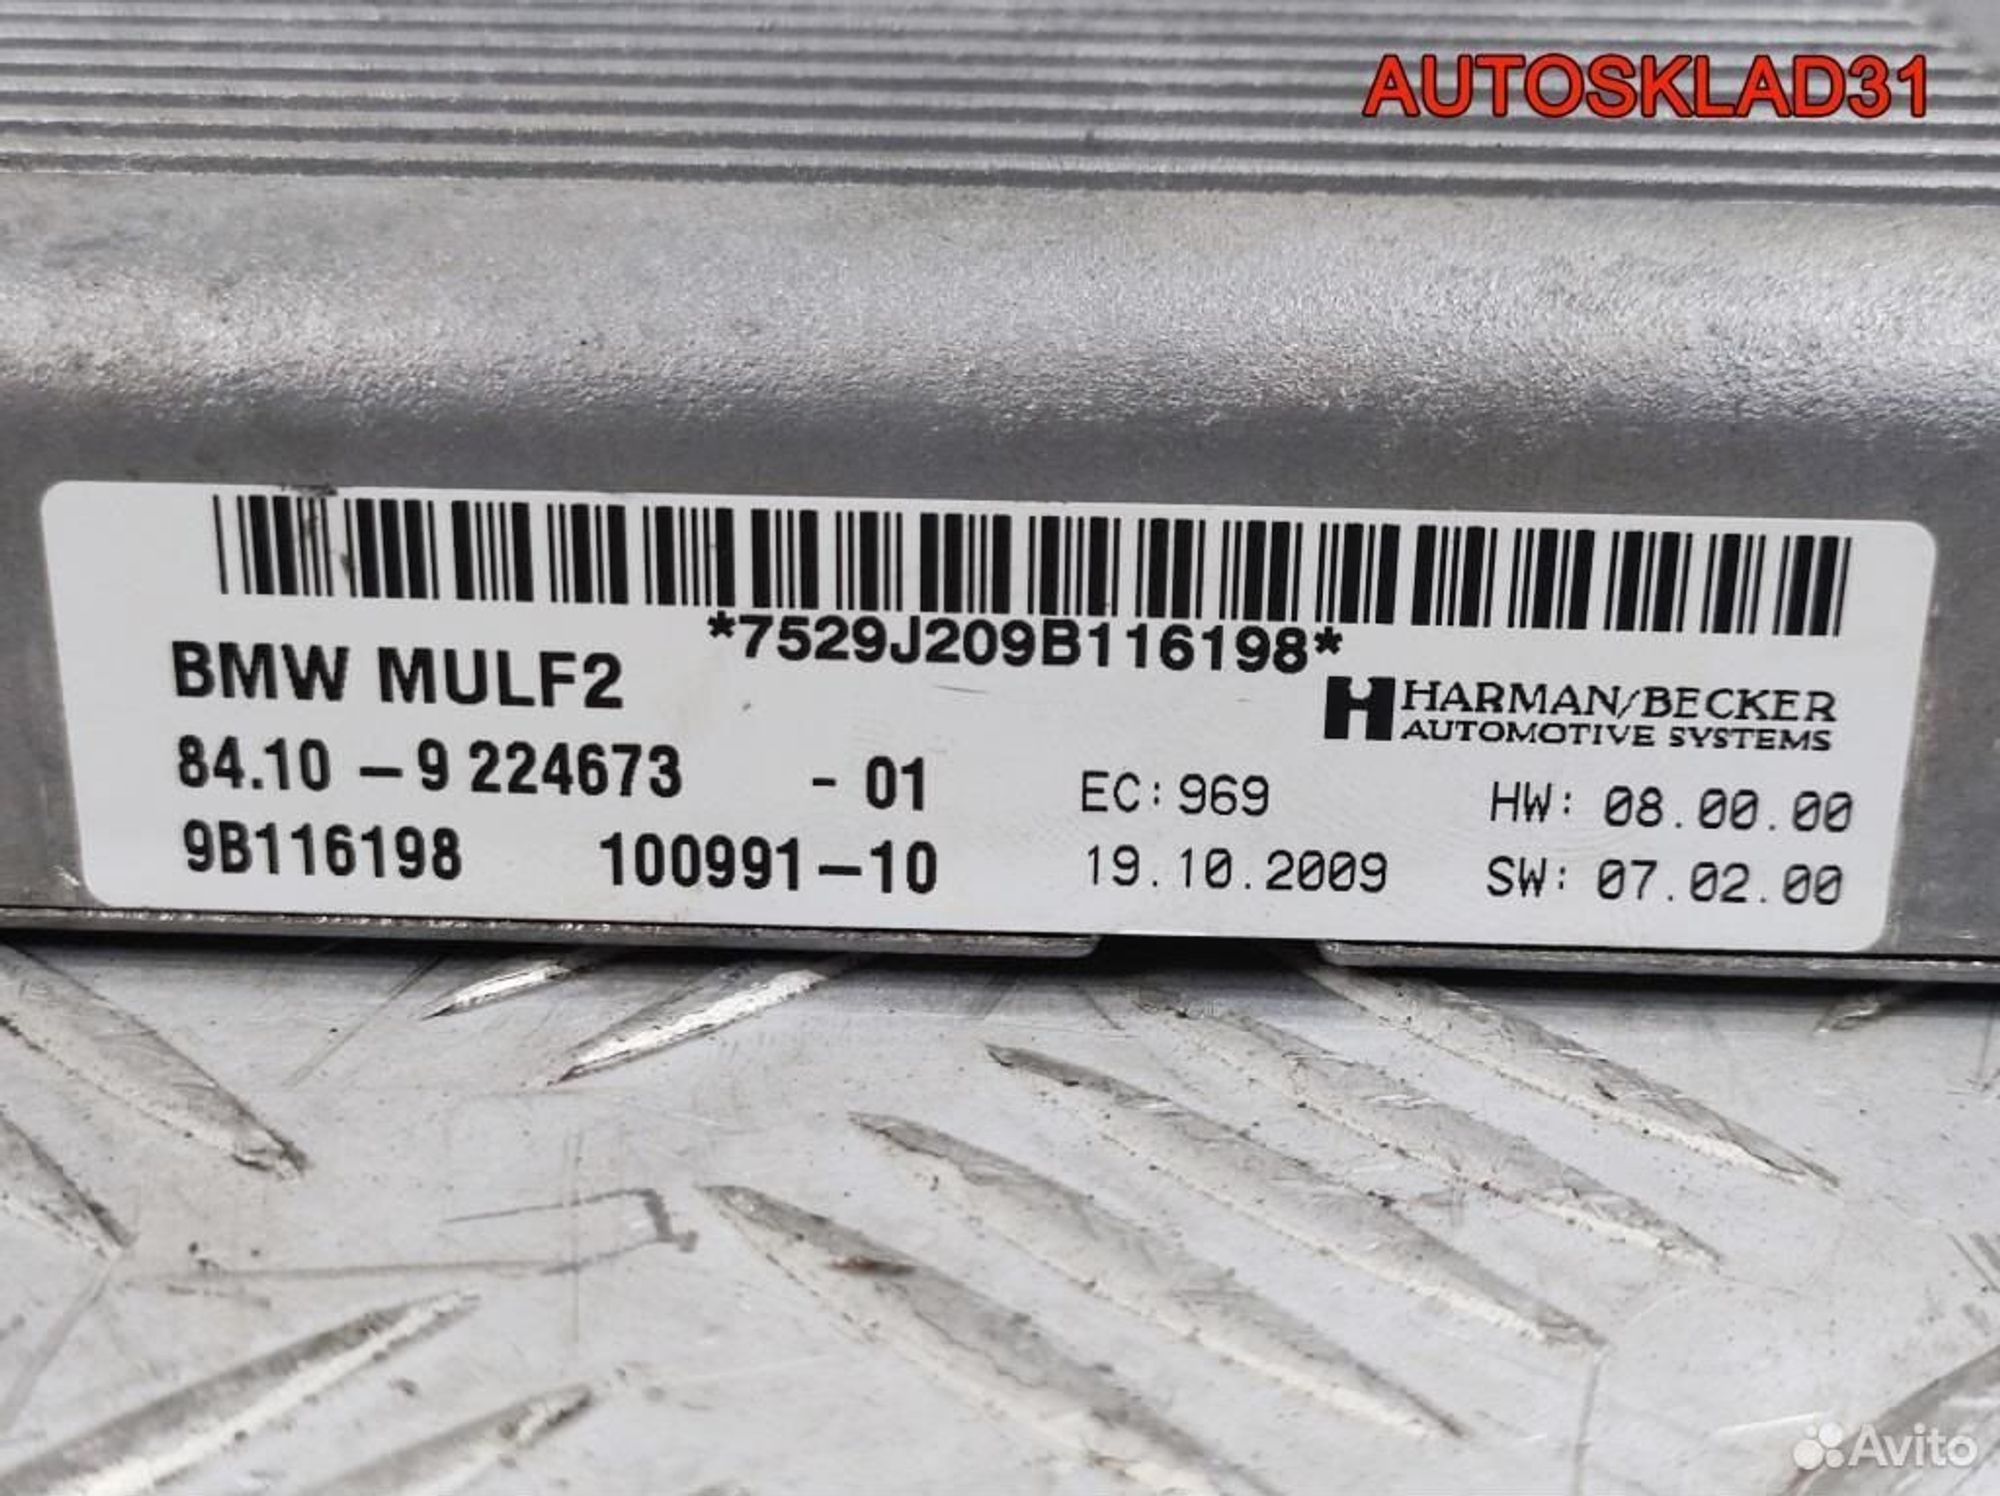 AUTOSKLAD31
*7529J209B116198*
BMW MULF2
HARMAN/BECKER
AUTOMOTIVE SYSTEMS
84.10 - 9 224673 - 01 EC: 969 HW: 08.00.00
9B116198 100991-10 19.10.2009 SW: 07.02.00
Avito